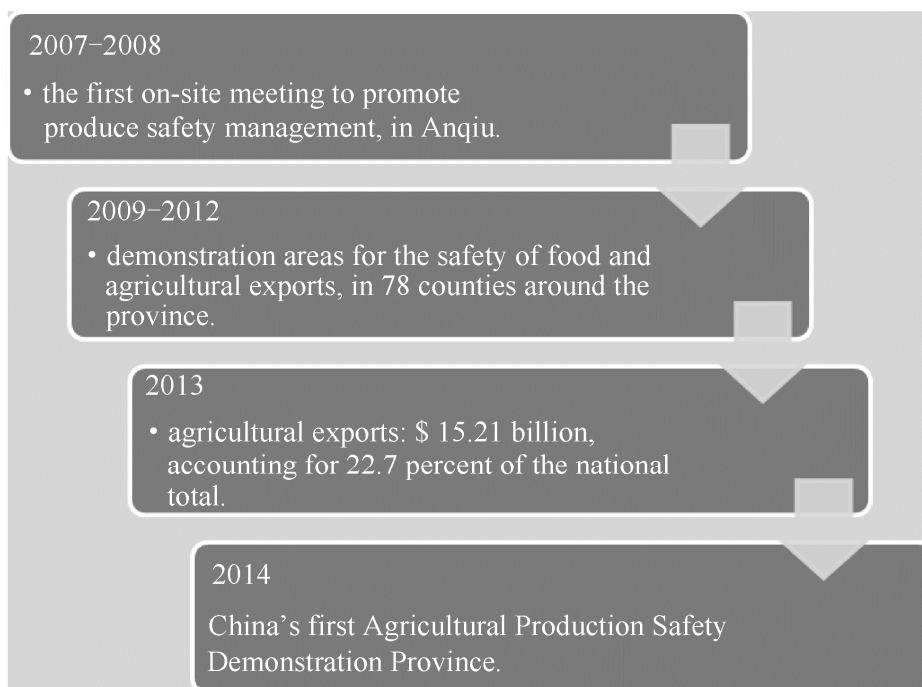 2007−2008
• the first on-site meeting to promote
produce safety management, in Anqiu.
2009−2012
• demonstration areas for the safety of food and
agricultural exports, in 78 counties around the
province.
2013
• agricultural exports: $ 15.21 billion,
accounting for 22.7 percent of the national
total.
2014
China’s first Agricultural Production Safety
Demonstration Province.